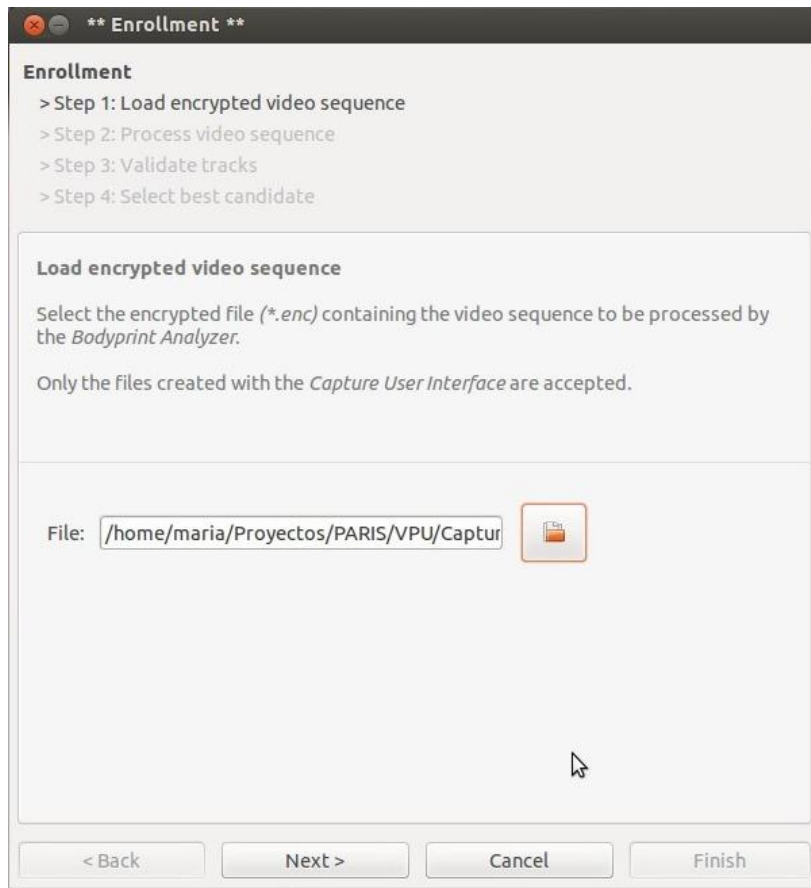 ** Enrollment **
Enrollment
> Step 1: Load encrypted video sequence
> Step 2: Process video sequence
> Step 3: Validate tracks
> Step 4: Select best candidate
Load encrypted video sequence
Select the encrypted file (*.enc) containing the video sequence to be processed by
the Bodyprint Analyzer.
Only the files created with the Capture User Interface are accepted.
File: /home/maria/Proyectos/PARIS/VPU/Captur
< Back Next > Cancel Finish